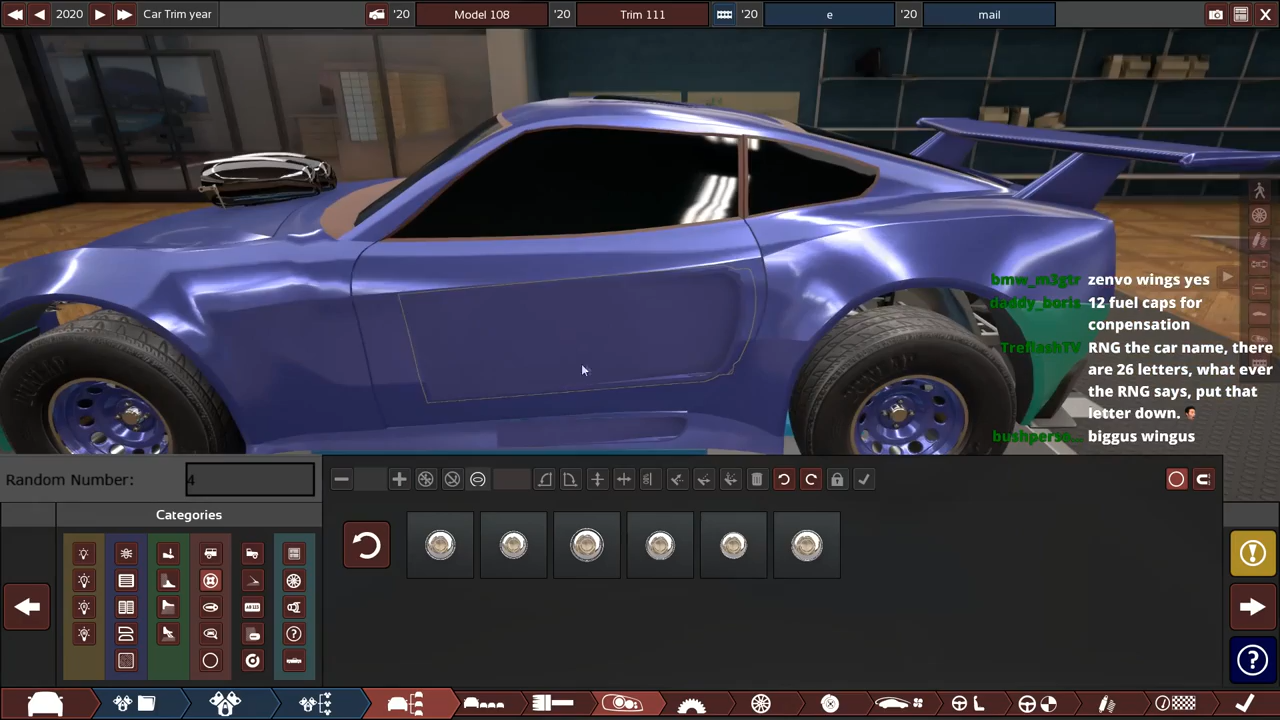 2020 Car Trim year '20 Model 108 '20 Trim 111 '20 e '20 mail
bmw_m3gtr zenvo wings yes
daddy_boris 12 fuel caps for
conpensation
TreflashTV RNG the car name, there
are 26 letters, what ever
the RNG says, put that
letter down.
bushperso... biggus wingus
Random Number: 4
Categories